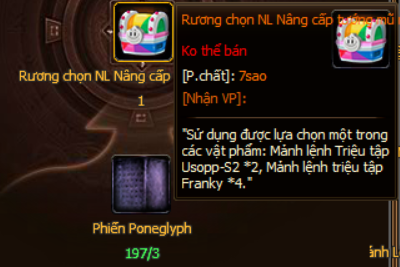 Rương chọn NL Nâng cấp tướng mũ
Ko thể bán
[P.chất]: 7sao
[Nhận VP]:
"Sử dụng được lựa chọn một trong
các vật phẩm: Mảnh lệnh Triệu tập
Usopp-S2 *2, Mảnh lệnh triệu tập
Franky *4."
Rương chọn NL Nâng cấp
1
Phiến Poneglyph
197/3